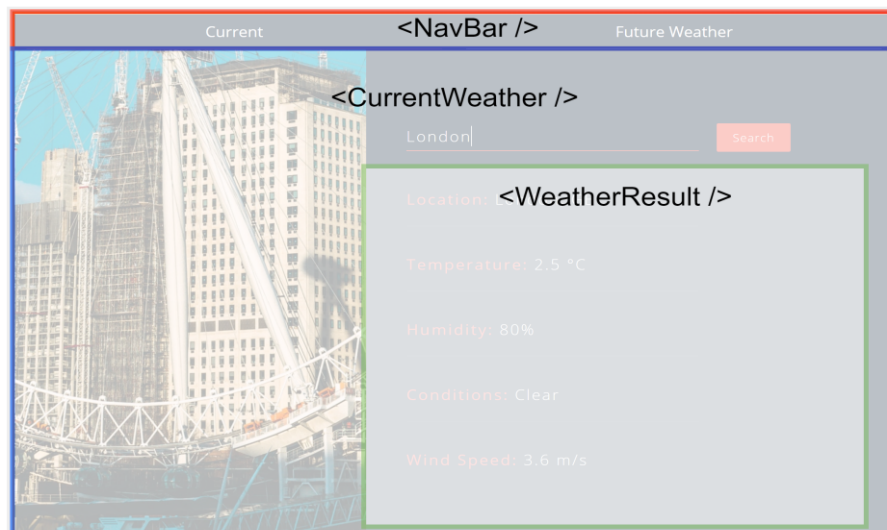 Current <NavBar /> Future Weather
<CurrentWeather />
London Search
<WeatherResult />
Location:
Temperature: 2.5 °C
Humidity: 80%
Conditions: Clear
Wind Speed: 3.6 m/s